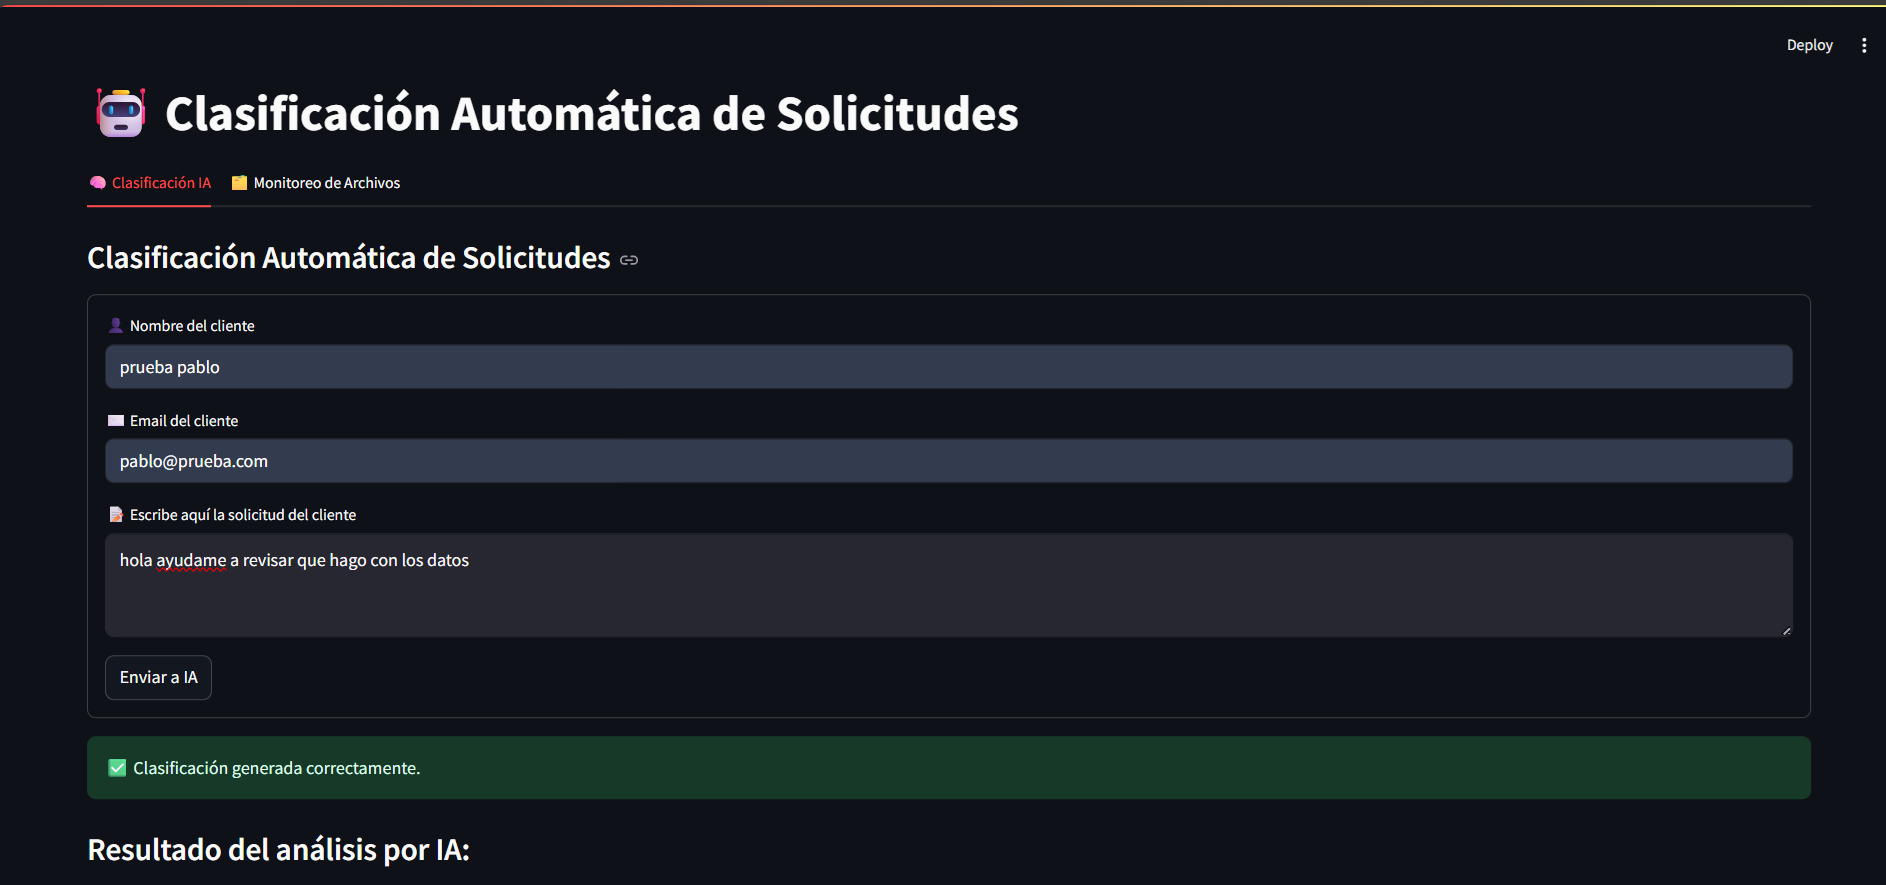 Deploy
Clasificación Automática de Solicitudes
Clasificación IA
Monitoreo de Archivos
Clasificación Automática de Solicitudes
Nombre del cliente
prueba pablo
Email del cliente
pablo@prueba.com
Escribe aquí la solicitud del cliente
hola ayudame a revisar que hago con los datos
Enviar a IA
Clasificación generada correctamente.
Resultado del análisis por IA: